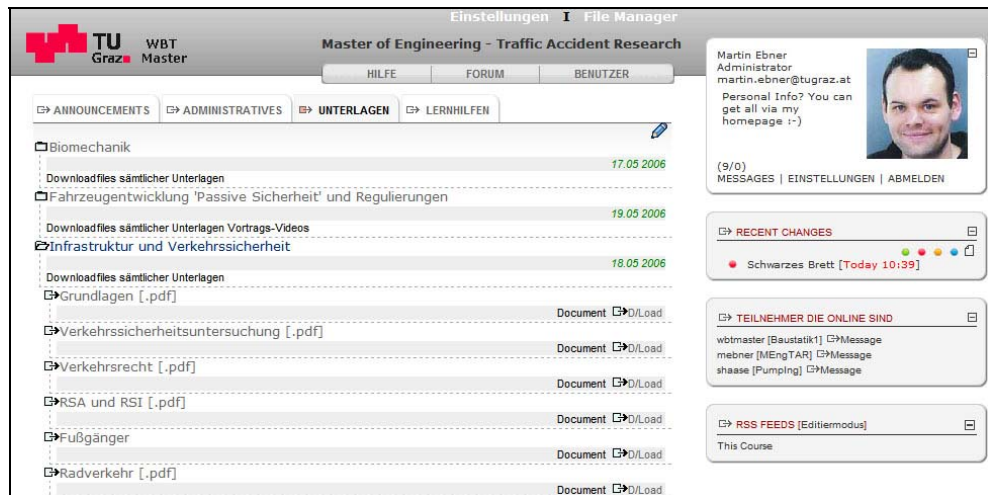 Einstellungen I File Manager
TU Graz
WBT Master
Master of Engineering - Traffic Accident Research
HILFE FORUM BENUTZER
ANNOUNCEMENTS ADMINISTRATIVES UNTERLAGEN LERNHILFEN
Biomechanik
17.05 2006
Downloadfiles sämtlicher Unterlagen
Fahrzeugentwicklung 'Passive Sicherheit' und Regulierungen
19.05 2006
Downloadfiles sämtlicher Unterlagen Vortrags-Videos
Infrastruktur und Verkehrssicherheit
18.05 2006
Downloadfiles sämtlicher Unterlagen
Grundlagen [.pdf]
Document D/Load
Verkehrssicherheitsuntersuchung [.pdf]
Document D/Load
Verkehrsrecht [.pdf]
Document D/Load
RSA und RSI [.pdf]
Document D/Load
Fußgänger
Document D/Load
Radverkehr [.pdf]
Document D/Load
Martin Ebner
Administrator
martin.ebner@tugraz.at
Personal Info? You can
get all via my
homepage :-)
(9/0)
MESSAGES | EINSTELLUNGEN | ABMELDEN
RECENT CHANGES
Schwarzes Brett [Today 10:39]
TEILNEHMER DIE ONLINE SIND
wbtmaster [Baustatik1] Message
mebner [MEngTAR] Message
shaase [PumpIng] Message
RSS FEEDS [Editiermodus]
This Course